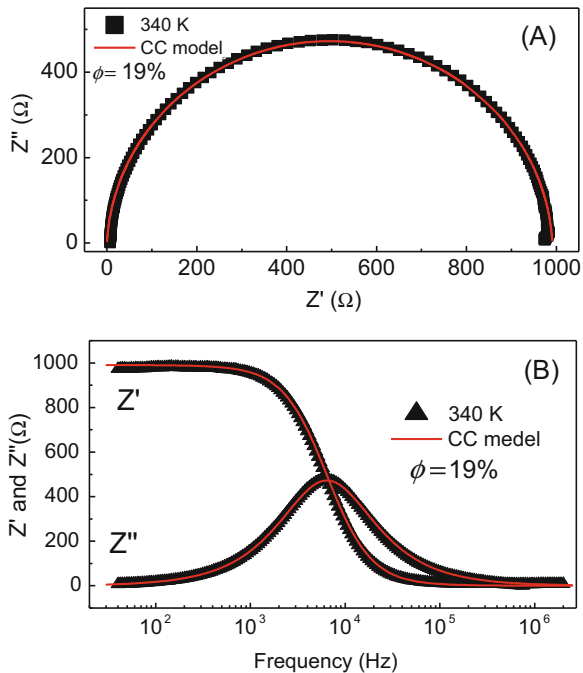 (A)
340 K
CC model
ϕ= 19%
Z" (Ω)
400
200
0
0 200 400 600 800 1000
Z' (Ω)
(B)
1000
800
600
400
200
0
Z' and Z"(Ω)
Z'
Z"
340 K
CC medel
ϕ=19%
10² 10³ 10⁴ 10⁵ 10⁶
Frequency (Hz)